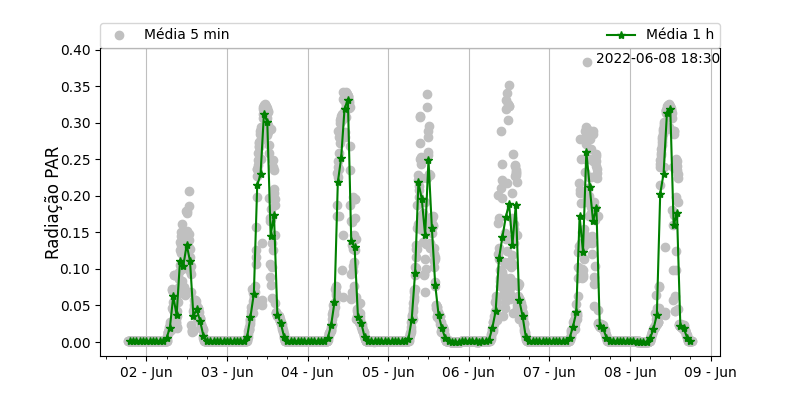 Média 5 min
Média 1 h
2022-06-08 18:30
Radiação PAR
0.40
0.35
0.30
0.25
0.20
0.15
0.10
0.05
0.00
02 - Jun
03 - Jun
04 - Jun
05 - Jun
06 - Jun
07 - Jun
08 - Jun
09 - Jun